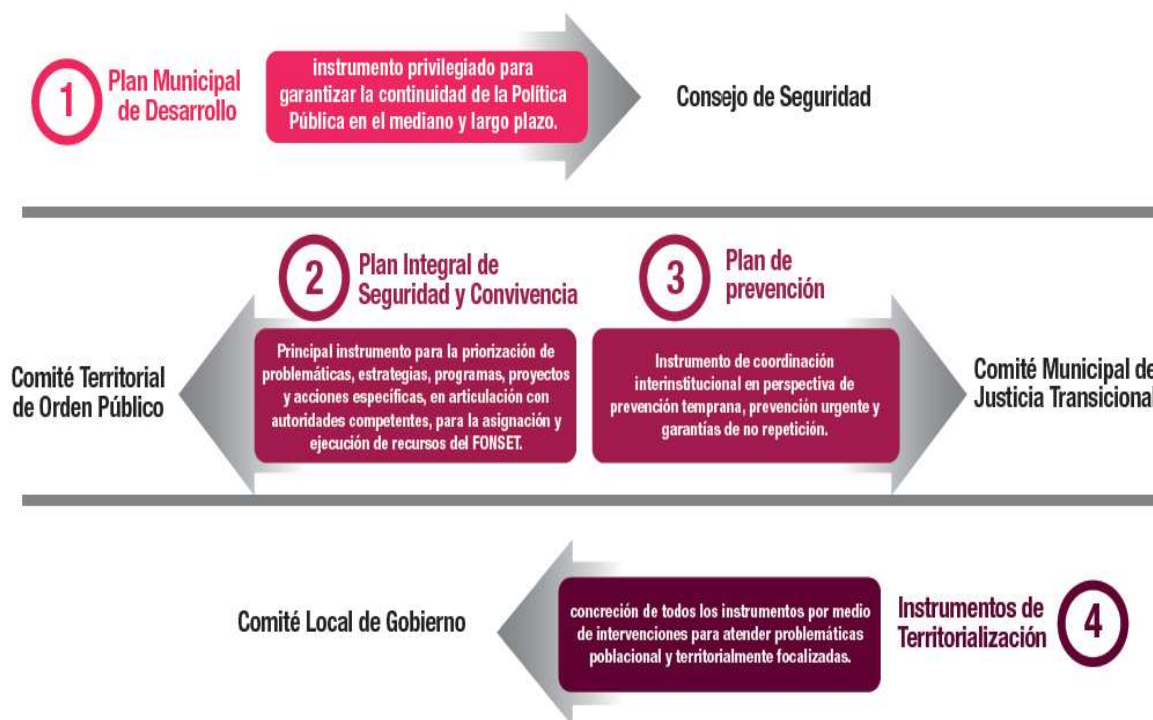 1
Plan Municipal
de Desarrollo
instrumento privilegiado para
garantizar la continuidad de la Política
Pública en el mediano y largo plazo.
Consejo de Seguridad
2
Plan Integral de
Seguridad y Convivencia
Comité Territorial
de Orden Público
Principal instrumento para la priorización de
problemáticas, estrategias, programas, proyectos
y acciones específicas, en articulación con
autoridades competentes, para la asignación y
ejecución de recursos del FONSET.
3
Plan de
prevención
Instrumento de coordinación
interinstitucional en perspectiva de
prevención temprana, prevención urgente y
garantías de no repetición.
Comité Municipal de
Justicia Transicional
Comité Local de Gobierno
concreción de todos los instrumentos por medio
de intervenciones para atender problemáticas
poblacional y territorialmente focalizadas.
Instrumentos de
Territorialización
4